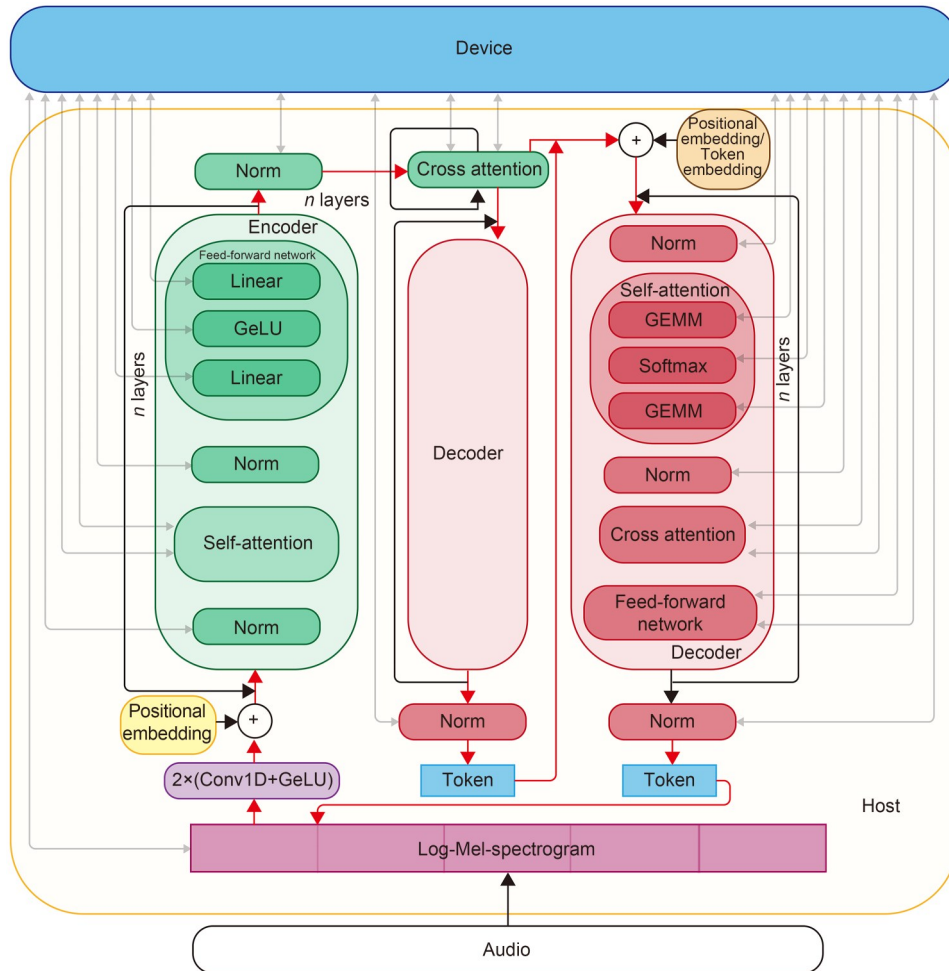 Device
Norm
n layers
Cross attention
+
Positional
embedding/
Token
embedding
Encoder
Feed-forward network
Linear
GeLU
Linear
n layers
Norm
Self-attention
Norm
Positional
embedding
+
2×(Conv1D+GeLU)
Decoder
Norm
Token
Norm
Self-attention
GEMM
Softmax
GEMM
n layers
Norm
Cross attention
Feed-forward
network
Decoder
Norm
Token
Host
Log-Mel-spectrogram
Audio